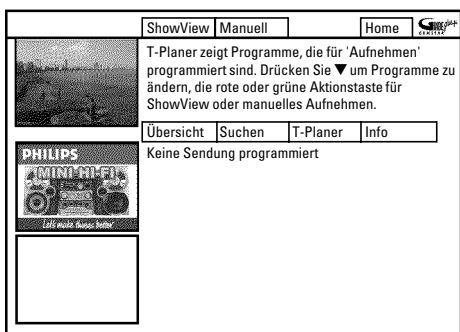 ShowView Manuell Home GUIDE plus+
GEMSTAR
T-Planer zeigt Programme, die für 'Aufnehmen'
programmiert sind. Drücken Sie ▼ um Programme zu
ändern, die rote oder grüne Aktionstaste für
ShowView oder manuelles Aufnehmen.
Übersicht Suchen T-Planer Info
Keine Sendung programmiert
PHILIPS
MINI-HI-FI
Let's make things better.